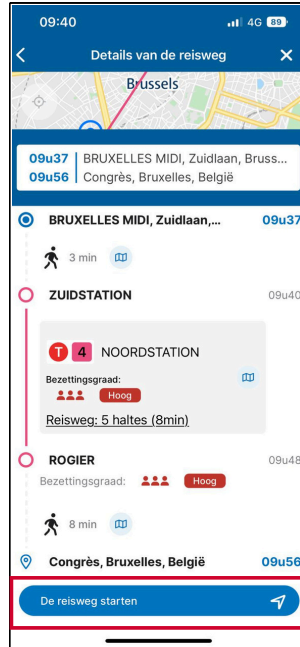 09:40
4G 89
Details van de reisweg
Brussels
09u37 BRUXELLES MIDI, Zuidlaan, Bruss...
09u56 Congrès, Bruxelles, België
BRUXELLES MIDI, Zuidlaan,... 09u37
3 min
ZUIDSTATION 09u40
T 4 NOORDSTATION
Bezettingsgraad:
Hoog
Reisweg: 5 haltes (8min)
ROGIER 09u48
Bezettingsgraad: Hoog
8 min
Congrès, Bruxelles, België 09u56
De reisweg starten